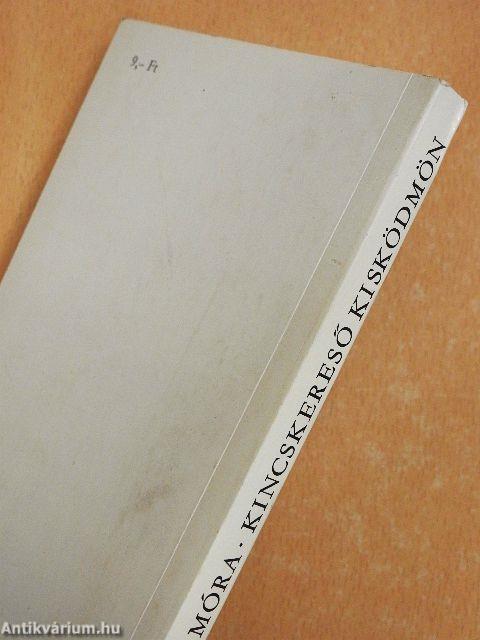 9,- Ft
MÓRA · KINCSKERESŐ KISKÖDMÖN
Antikvárium.hu